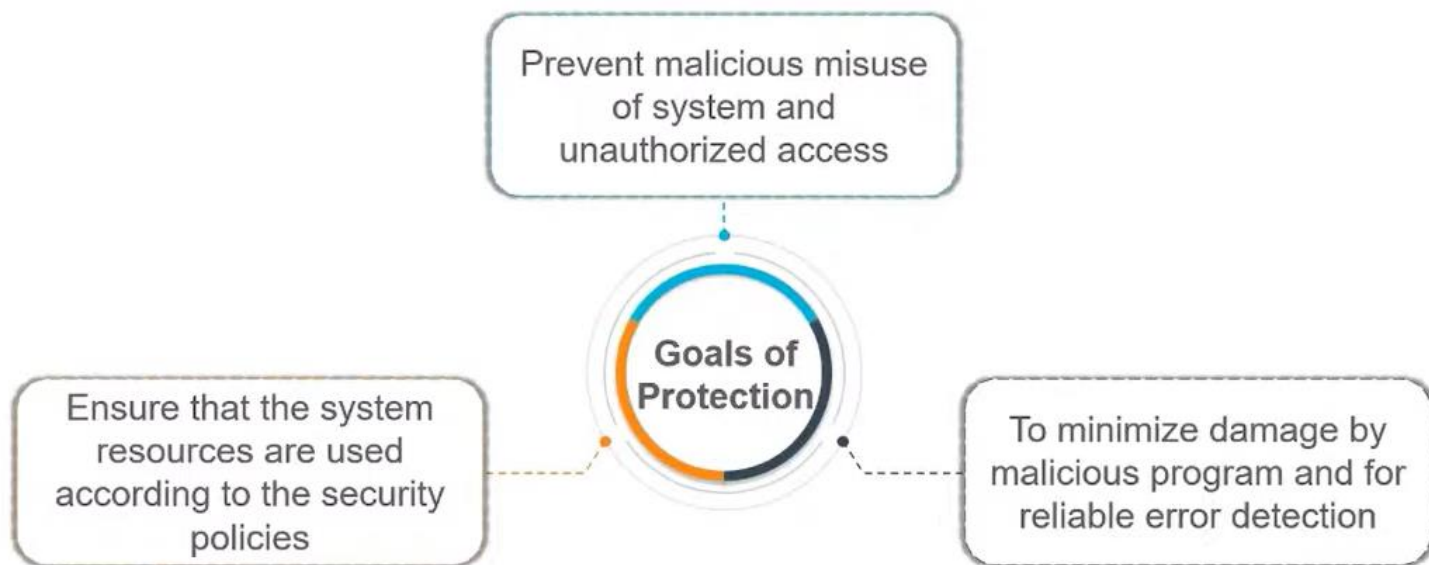 Prevent malicious misuse
of system and
unauthorized access
Goals of
Protection
Ensure that the system
resources are used
according to the security
policies
To minimize damage by
malicious program and for
reliable error detection